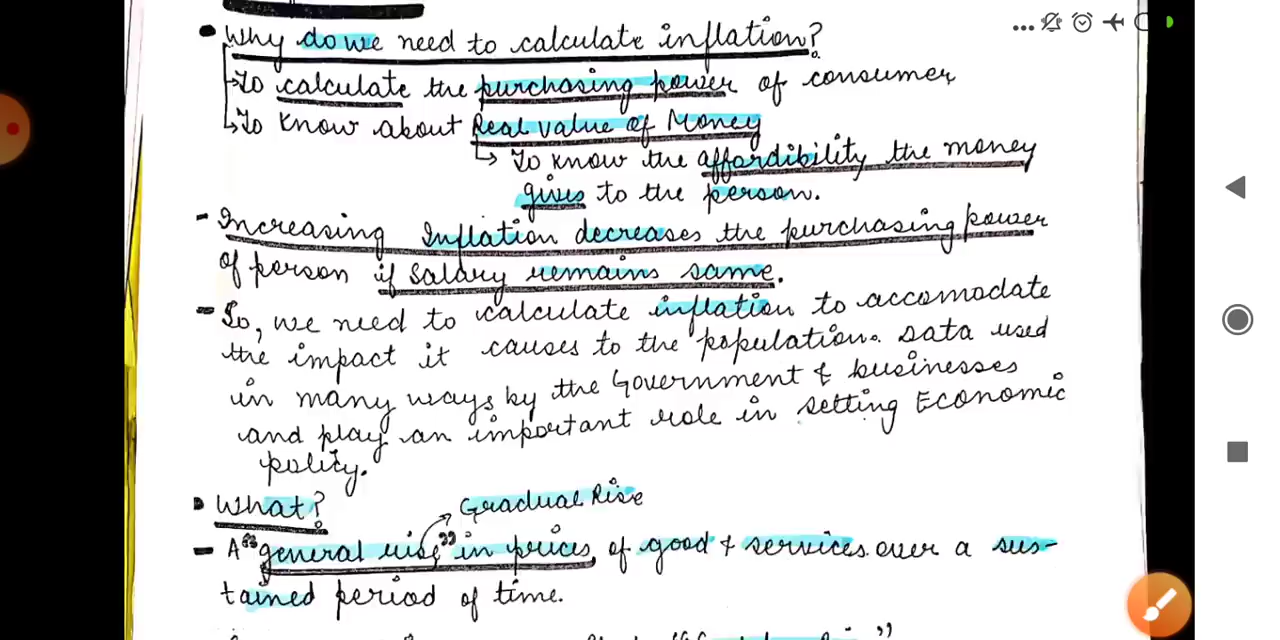 Why do we need to calculate inflation?
To calculate the purchasing power of consumer
To know about Real value of Money
To know the affordibility the money
gives to the person.
- Increasing Inflation decreases the purchasing power
of person if salary remains same.
- So, we need to calculate inflation to accomodate
the impact it causes to the population. Data used
in many ways by the Government & businesses
and play an important role in setting Economic
policy.
What?
Gradual Rise
- A "general rise" in prices of good & services over a sus-
tained period of time.